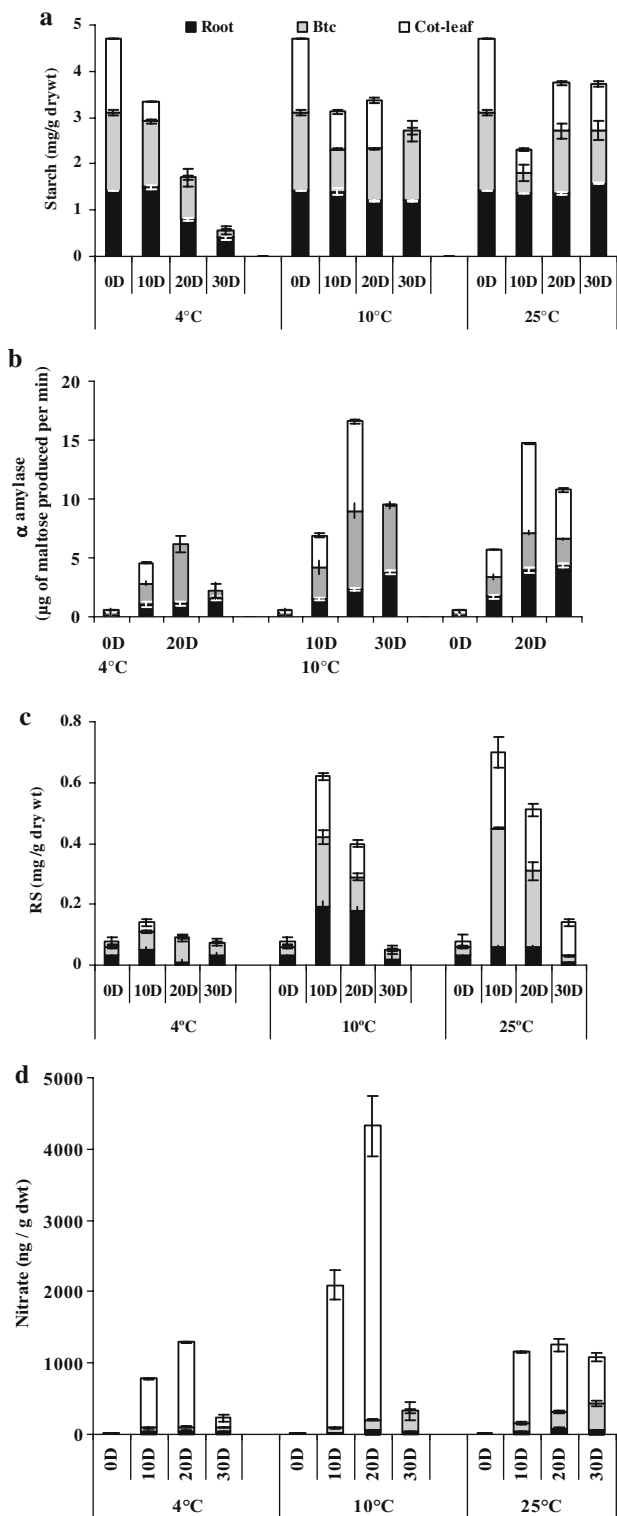 a
Root Btc Cot-leaf
Starch (mg/g drywt)
5
4
3
2
1
0
0D 10D 20D 30D 0D 10D 20D 30D 0D 10D 20D 30D
4°C 10°C 25°C
b
α amylase
(µg of maltose produced per min)
20
15
10
5
0
0D 20D 10D 30D 0D 20D
4°C 10°C
c
RS (mg /g dry wt)
0.8
0.6
0.4
0.2
0
0D 10D 20D 30D 0D 10D 20D 30D 0D 10D 20D 30D
4°C 10°C 25°C
d
Nitrate (ng / g dwt)
5000
4000
3000
2000
1000
0
0D 10D 20D 30D 0D 10D 20D 30D 0D 10D 20D 30D
4°C 10°C 25°C